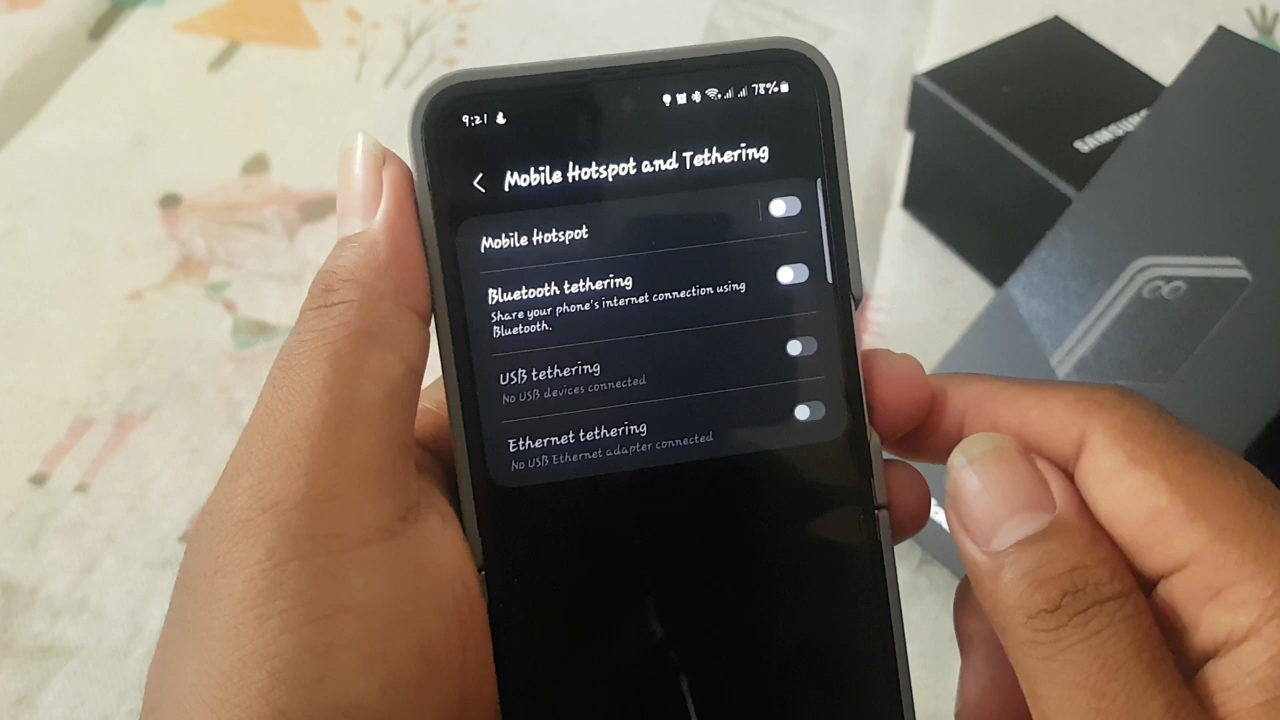 9:21
78%
Mobile Hotspot and Tethering
Mobile Hotspot
Bluetooth tethering
Share your phone's internet connection using
Bluetooth.
USB tethering
No USB devices connected
Ethernet tethering
No USB Ethernet adapter connected
SAMSUNG